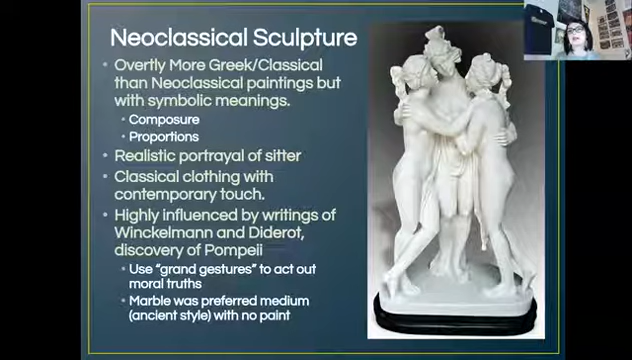 Neoclassical Sculpture
Overtly More Greek/Classical
than Neoclassical paintings but
with symbolic meanings.
Composure
Proportions
Realistic portrayal of sitter
Classical clothing with
contemporary touch.
Highly influenced by writings of
Winckelmann and Diderot,
discovery of Pompeii
Use “grand gestures” to act out
moral truths
Marble was preferred medium
(ancient style) with no paint